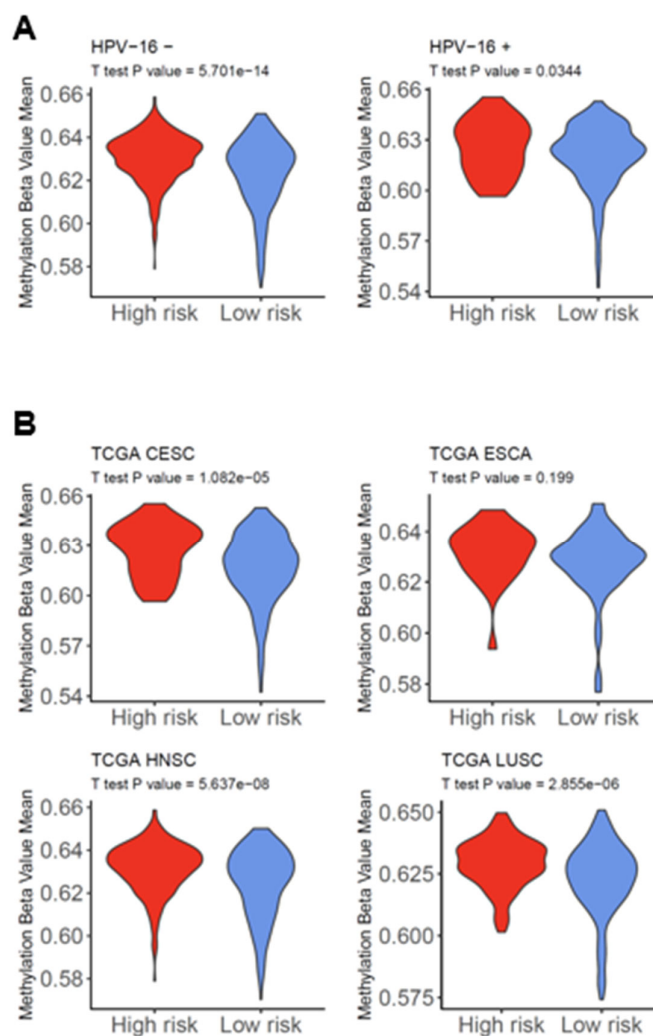 A
HPV−16 −
T test P value = 5.701e−14
Methylation Beta Value Mean
0.66
0.64
0.62
0.60
0.58
High risk
Low risk
HPV−16 +
T test P value = 0.0344
Methylation Beta Value Mean
0.66
0.63
0.60
0.57
0.54
High risk
Low risk
B
TCGA CESC
T test P value = 1.082e−05
Methylation Beta Value Mean
0.66
0.63
0.60
0.57
0.54
High risk
Low risk
TCGA ESCA
T test P value = 0.199
Methylation Beta Value Mean
0.64
0.62
0.60
0.58
High risk
Low risk
TCGA HNSC
T test P value = 5.637e−08
Methylation Beta Value Mean
0.66
0.64
0.62
0.60
0.58
High risk
Low risk
TCGA LUSC
T test P value = 2.855e−06
Methylation Beta Value Mean
0.650
0.625
0.600
0.575
High risk
Low risk